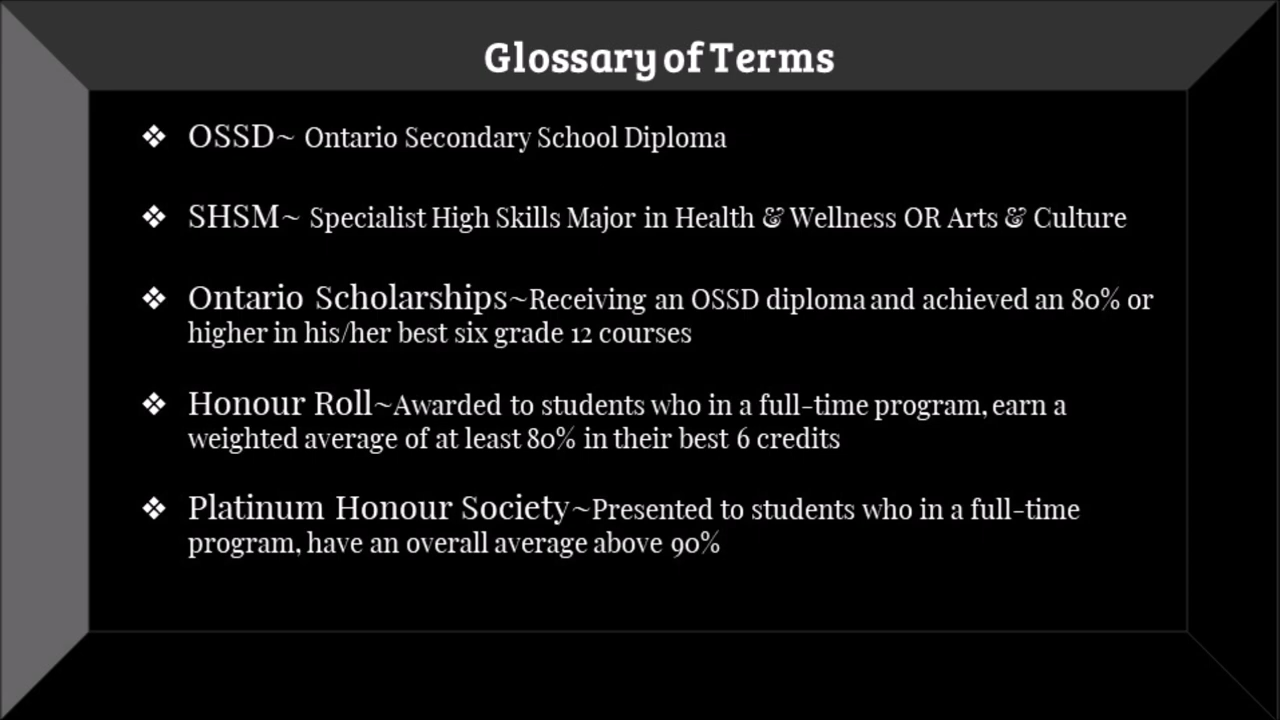 Glossary of Terms
❖ OSSD~ Ontario Secondary School Diploma
❖ SHSM~ Specialist High Skills Major in Health & Wellness OR Arts & Culture
❖ Ontario Scholarships~Receiving an OSSD diploma and achieved an 80% or
higher in his/her best six grade 12 courses
❖ Honour Roll~Awarded to students who in a full-time program, earn a
weighted average of at least 80% in their best 6 credits
❖ Platinum Honour Society~Presented to students who in a full-time
program, have an overall average above 90%